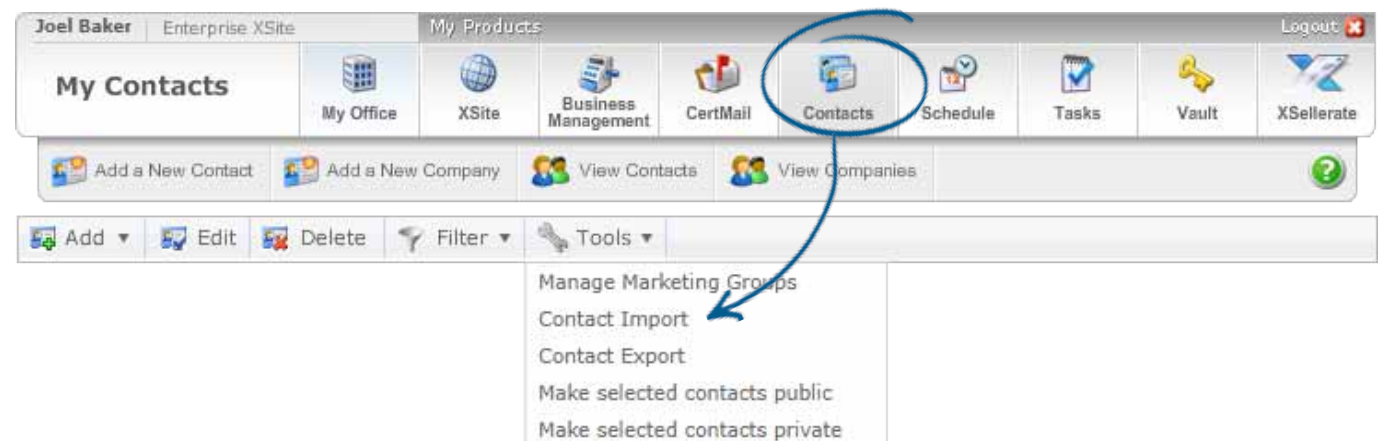 Joel Baker Enterprise XSite My Products Logout
My Contacts
My Office XSite Business Management CertMail Contacts Schedule Tasks Vault XSellerate
Add a New Contact Add a New Company View Contacts View Companies
Add Edit Delete Filter Tools
Manage Marketing Groups
Contact Import
Contact Export
Make selected contacts public
Make selected contacts private